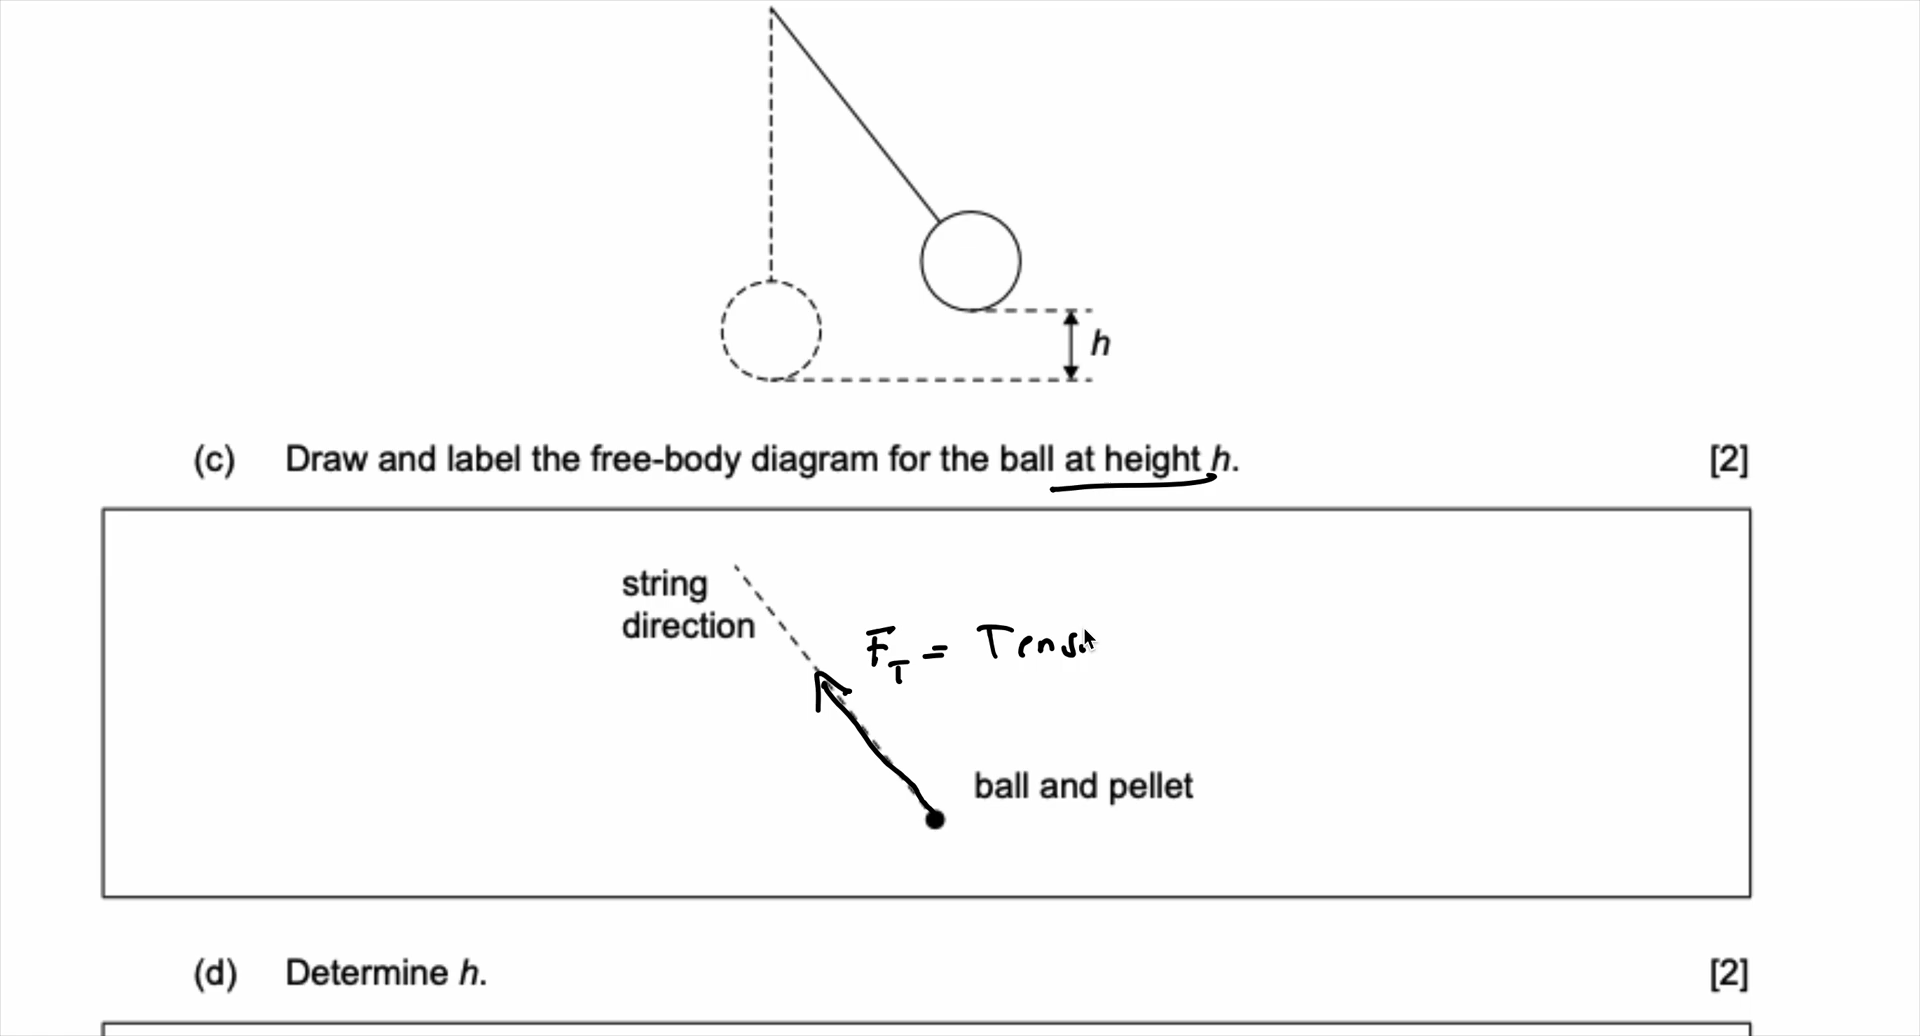 h
(c) Draw and label the free-body diagram for the ball at height h. [2]
string
direction
F_T = Tensi
ball and pellet
(d) Determine h. [2]